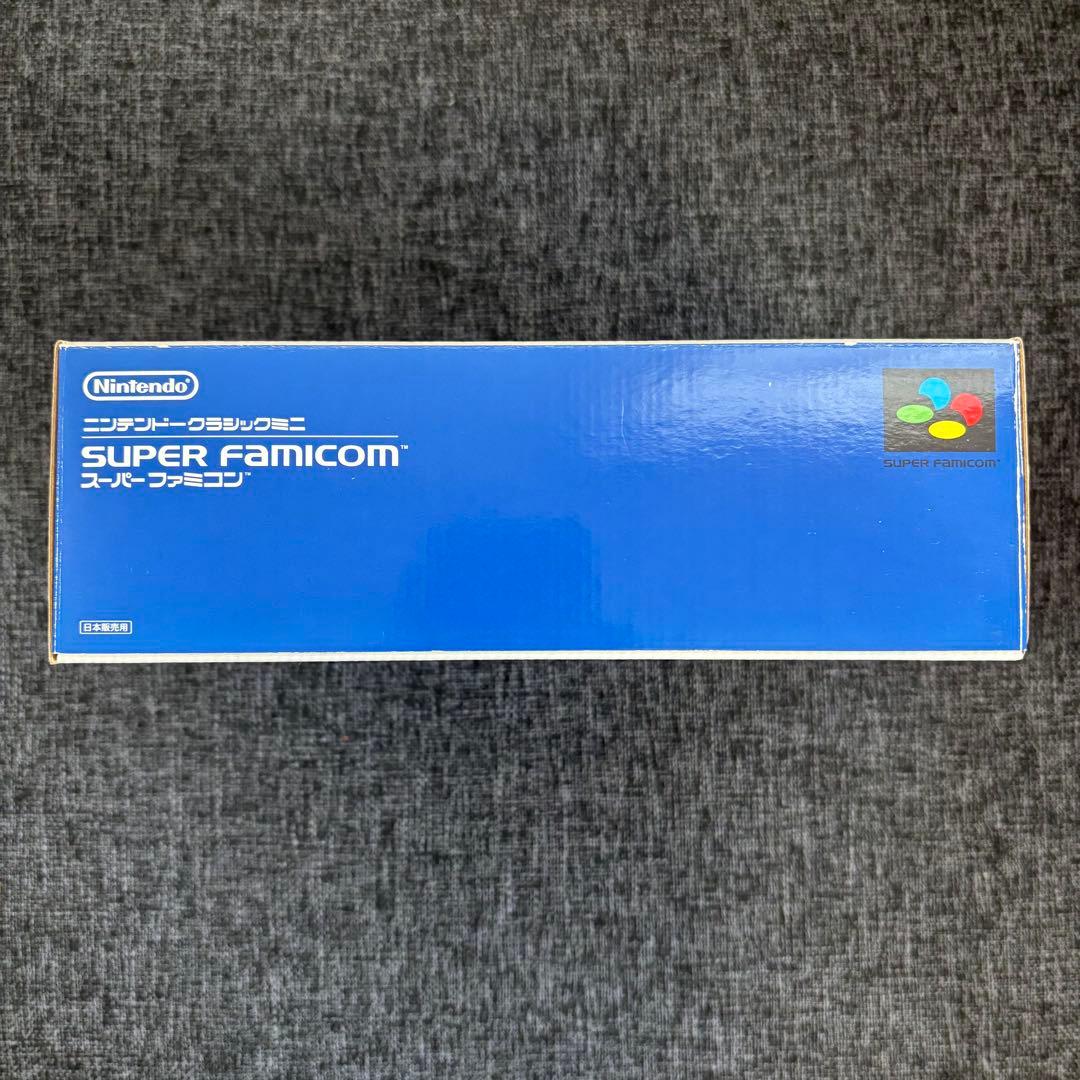 Nintendo®
ニンテンドークラシックミニ
SUPER FAMICOM™
スーパーファミコン™
日本販売用
SUPER FAMICOM™